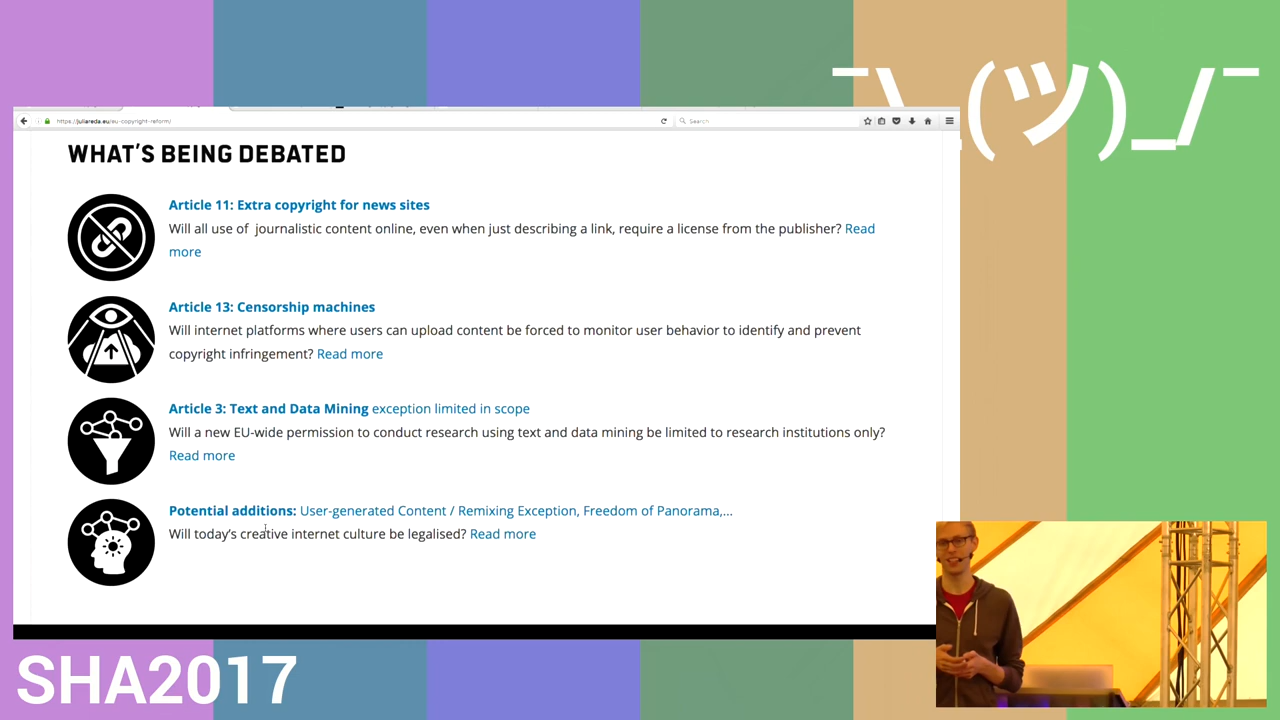 ¯\_(ツ)_/¯
https://juliareda.eu/eu-copyright-reform/
Search
WHAT'S BEING DEBATED
Article 11: Extra copyright for news sites
Will all use of journalistic content online, even when just describing a link, require a license from the publisher? Read
more
Article 13: Censorship machines
Will internet platforms where users can upload content be forced to monitor user behavior to identify and prevent
copyright infringement? Read more
Article 3: Text and Data Mining exception limited in scope
Will a new EU-wide permission to conduct research using text and data mining be limited to research institutions only?
Read more
Potential additions: User-generated Content / Remixing Exception, Freedom of Panorama,...
Will today's creative internet culture be legalised? Read more
SHA2017